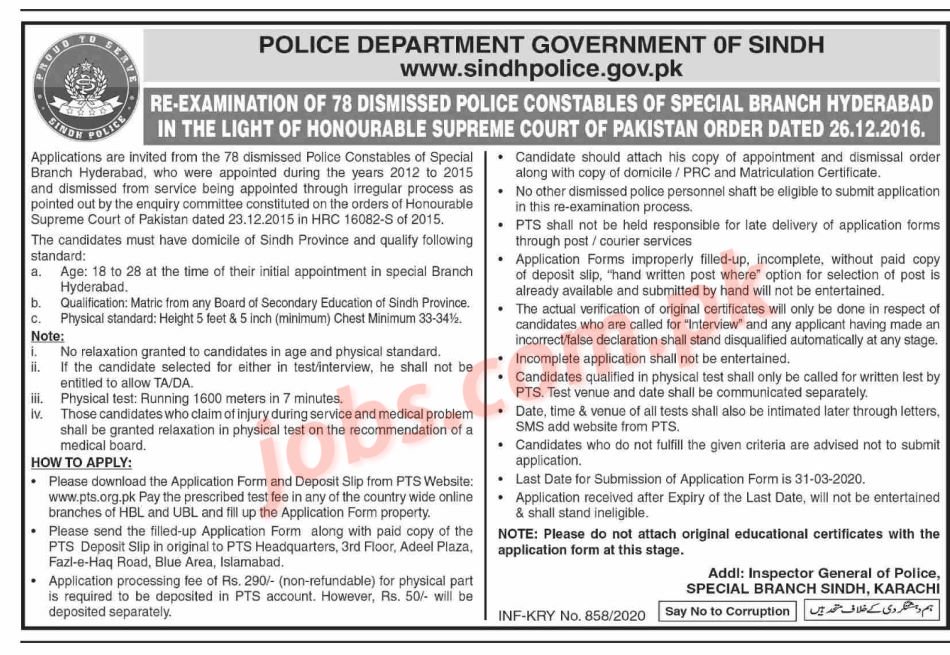 PROUD TO SERVE
SINDH POLICE
POLICE DEPARTMENT GOVERNMENT 0F SINDH
www.sindhpolice.gov.pk
RE-EXAMINATION OF 78 DISMISSED POLICE CONSTABLES OF SPECIAL BRANCH HYDERABAD
IN THE LIGHT OF HONOURABLE SUPREME COURT OF PAKISTAN ORDER DATED 26.12.2016.
Applications are invited from the 78 dismissed Police Constables of Special
Branch Hyderabad, who were appointed during the years 2012 to 2015
and dismissed from service being appointed through irregular process as
pointed out by the enquiry committee constituted on the orders of Honourable
Supreme Court of Pakistan dated 23.12.2015 in HRC 16082-S of 2015.
The candidates must have domicile of Sindh Province and qualify following
standard:
a. Age: 18 to 28 at the time of their initial appointment in special Branch
Hyderabad.
b. Qualification: Matric from any Board of Secondary Education of Sindh Province.
c. Physical standard: Height 5 feet & 5 inch (minimum) Chest Minimum 33-34½.
Note:
i. No relaxation granted to candidates in age and physical standard.
ii. If the candidate selected for either in test/interview, he shall not be
entitled to allow TA/DA.
iii. Physical test: Running 1600 meters in 7 minutes.
iv. Those candidates who claim of injury during service and medical problem
shall be granted relaxation in physical test on the recommendation of a
medical board.
HOW TO APPLY:
• Please download the Application Form and Deposit Slip from PTS Website:
www.pts.org.pk Pay the prescribed test fee in any of the country wide online
branches of HBL and UBL and fill up the Application Form property.
• Please send the filled-up Application Form along with paid copy of the
PTS Deposit Slip in original to PTS Headquarters, 3rd Floor, Adeel Plaza,
Fazl-e-Haq Road, Blue Area, Islamabad.
• Application processing fee of Rs. 290/- (non-refundable) for physical part
is required to be deposited in PTS account. However, Rs. 50/- will be
deposited separately.
• Candidate should attach his copy of appointment and dismissal order
along with copy of domicile / PRC and Matriculation Certificate.
• No other dismissed police personnel shaft be eligible to submit application
in this re-examination process.
• PTS shall not be held responsible for late delivery of application forms
through post / courier services
• Application Forms improperly filled-up, incomplete, without paid copy
of deposit slip, "hand written post where" option for selection of post is
already available and submitted by hand will not be entertained.
• The actual verification of original certificates will only be done in respect of
candidates who are called for "Interview" and any applicant having made an
incorrect/false declaration shall stand disqualified automatically at any stage.
• Incomplete application shall not be entertained.
• Candidates qualified in physical test shall only be called for written lest by
PTS. Test venue and date shall be communicated separately.
• Date, time & venue of all tests shall also be intimated later through letters,
SMS add website from PTS.
• Candidates who do not fulfill the given criteria are advised not to submit
application.
• Last Date for Submission of Application Form is 31-03-2020.
• Application received after Expiry of the Last Date, will not be entertained
& shall stand ineligible.
NOTE: Please do not attach original educational certificates with the
application form at this stage.
Addl: Inspector General of Police,
SPECIAL BRANCH SINDH, KARACHI
INF-KRY No. 858/2020 Say No to Corruption ہم دہشتگردی کے خلاف متحد ہیں
jobs.com.pk